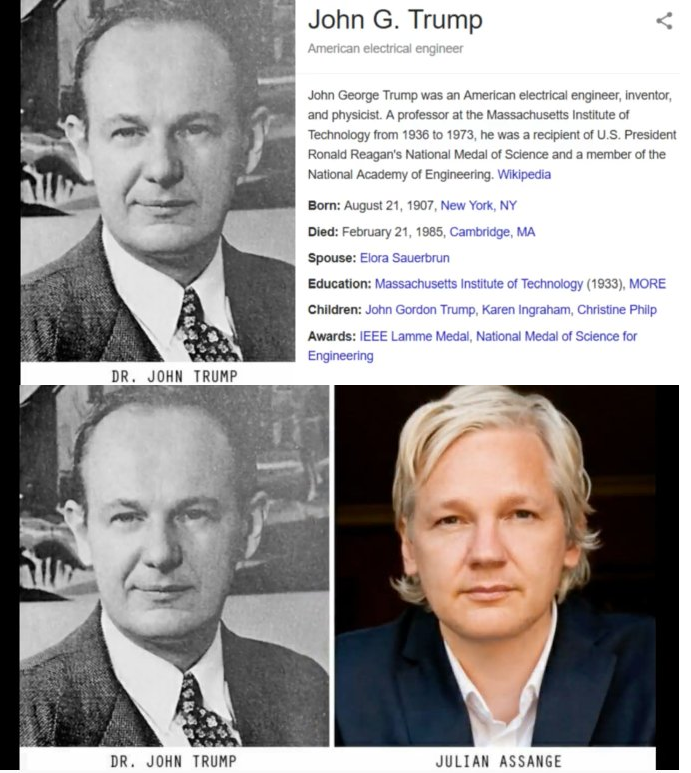 John G. Trump
American electrical engineer
John George Trump was an American electrical engineer, inventor,
and physicist. A professor at the Massachusetts Institute of
Technology from 1936 to 1973, he was a recipient of U.S. President
Ronald Reagan's National Medal of Science and a member of the
National Academy of Engineering. Wikipedia
Born: August 21, 1907, New York, NY
Died: February 21, 1985, Cambridge, MA
Spouse: Elora Sauerbrun
Education: Massachusetts Institute of Technology (1933), MORE
Children: John Gordon Trump, Karen Ingraham, Christine Philp
Awards: IEEE Lamme Medal, National Medal of Science for
Engineering
DR. JOHN TRUMP
DR. JOHN TRUMP
JULIAN ASSANGE